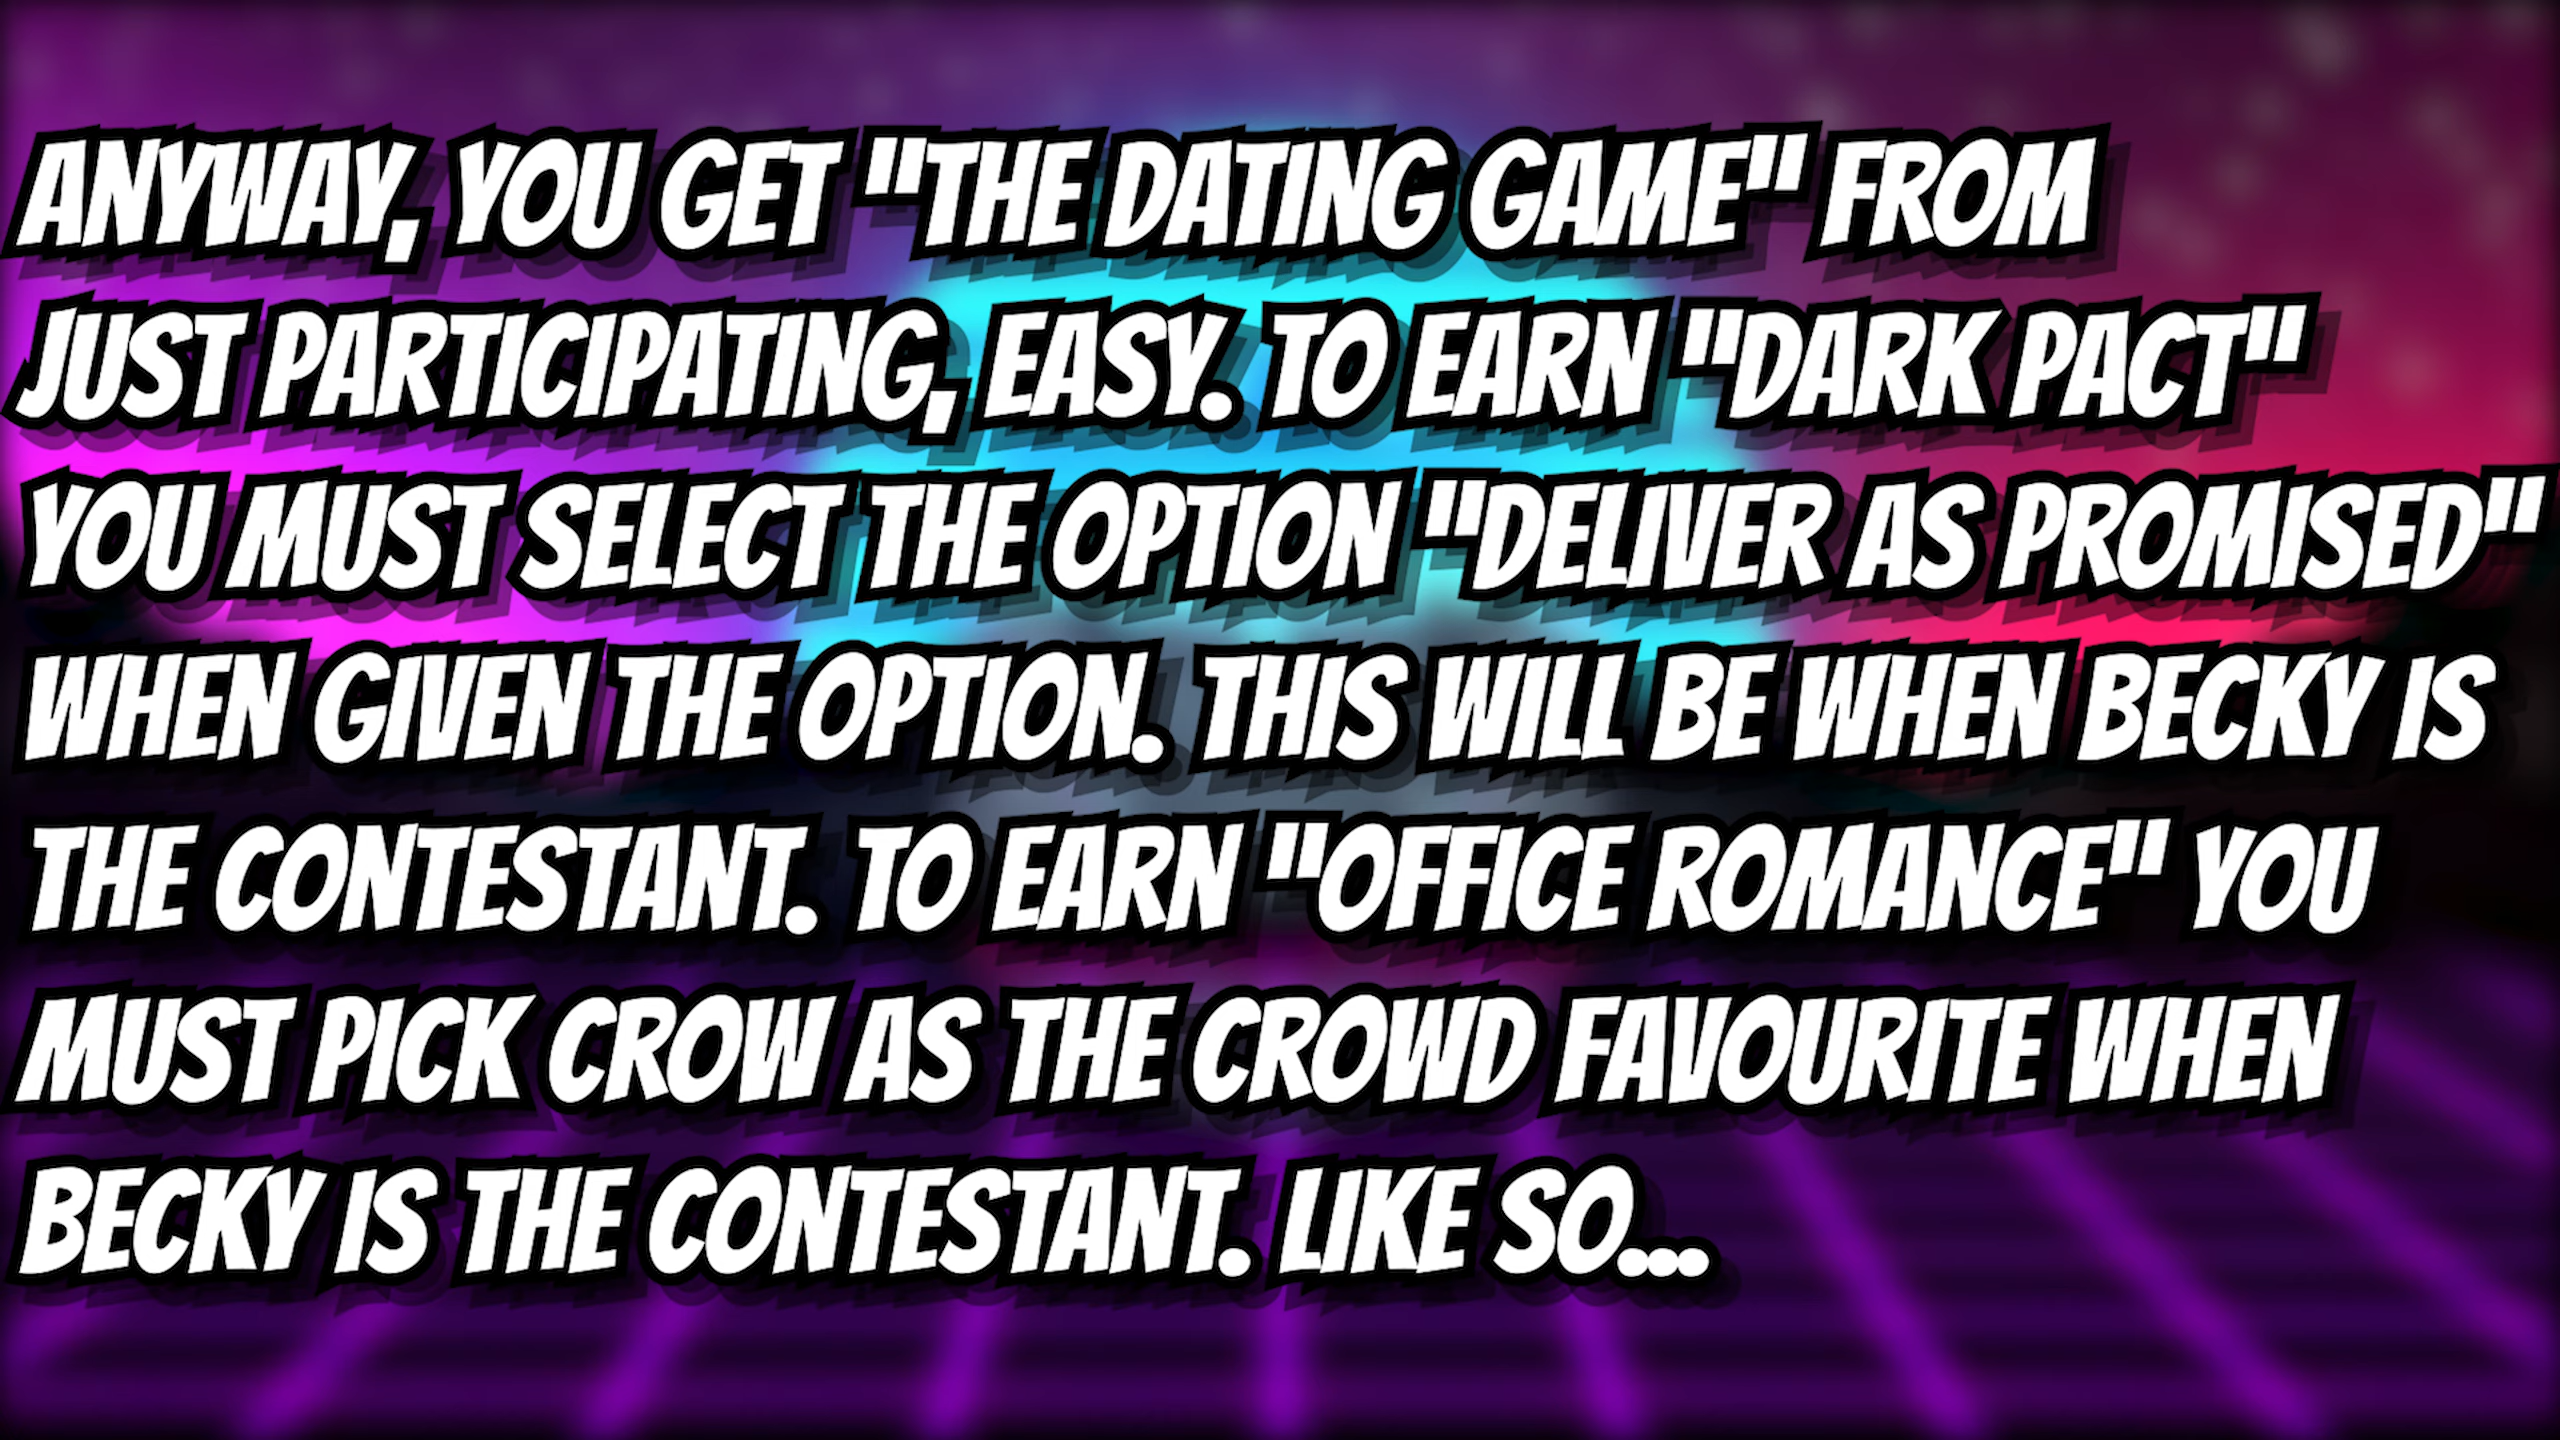 ANYWAY, YOU GET "THE DATING GAME" FROM
JUST PARTICIPATING, EASY. TO EARN "DARK PACT"
YOU MUST SELECT THE OPTION "DELIVER AS PROMISED"
WHEN GIVEN THE OPTION. THIS WILL BE WHEN BECKY IS
THE CONTESTANT. TO EARN "OFFICE ROMANCE" YOU
MUST PICK CROW AS THE CROWD FAVOURITE WHEN
BECKY IS THE CONTESTANT. LIKE SO...